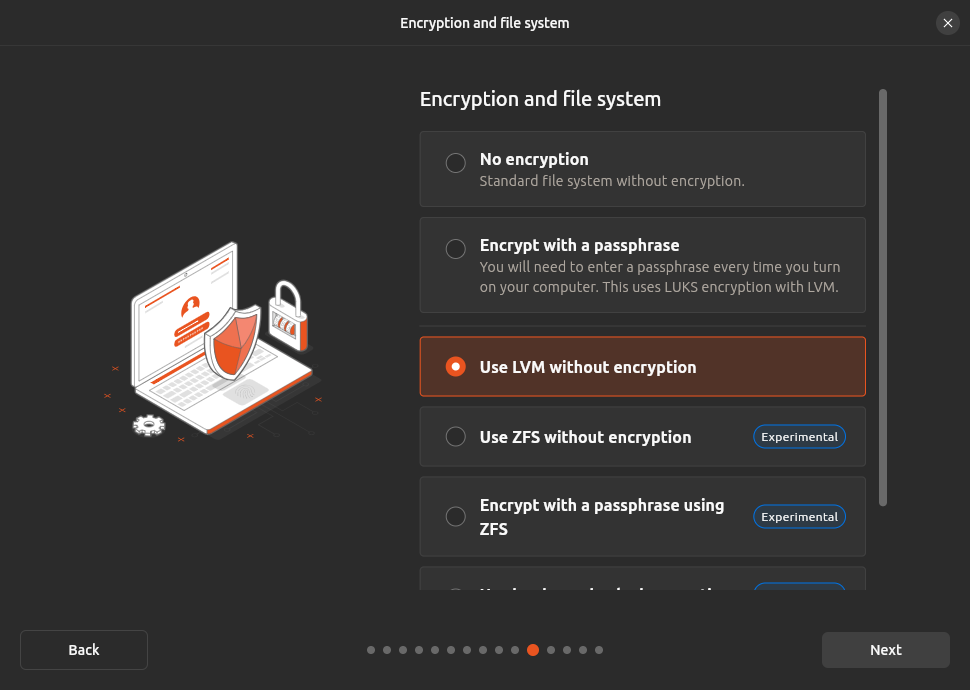 Encryption and file system
Encryption and file system
No encryption
Standard file system without encryption.
Encrypt with a passphrase
You will need to enter a passphrase every time you turn
on your computer. This uses LUKS encryption with LVM.
Use LVM without encryption
Use ZFS without encryption
Experimental
Encrypt with a passphrase using
ZFS
Experimental
Back
Next